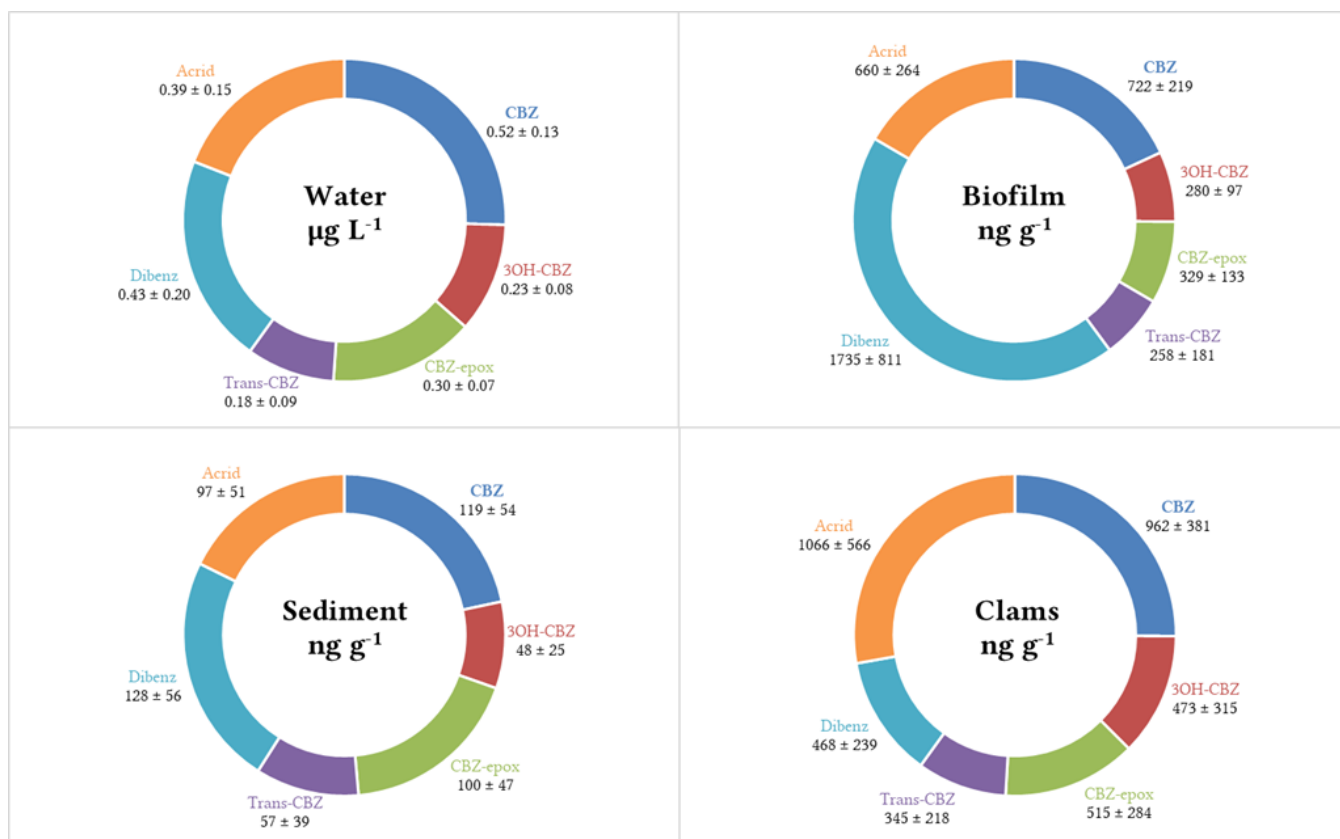 Acrid
0.39 ± 0.15
CBZ
0.52 ± 0.13
Water
µg L⁻¹
3OH-CBZ
0.23 ± 0.08
Dibenz
0.43 ± 0.20
CBZ-epox
0.30 ± 0.07
Trans-CBZ
0.18 ± 0.09
Acrid
660 ± 264
CBZ
722 ± 219
3OH-CBZ
280 ± 97
Biofilm
ng g⁻¹
CBZ-epox
329 ± 133
Trans-CBZ
258 ± 181
Dibenz
1735 ± 811
Acrid
97 ± 51
CBZ
119 ± 54
Sediment
ng g⁻¹
3OH-CBZ
48 ± 25
Dibenz
128 ± 56
CBZ-epox
100 ± 47
Trans-CBZ
57 ± 39
CBZ
962 ± 381
Acrid
1066 ± 566
Clams
ng g⁻¹
3OH-CBZ
473 ± 315
Dibenz
468 ± 239
CBZ-epox
515 ± 284
Trans-CBZ
345 ± 218